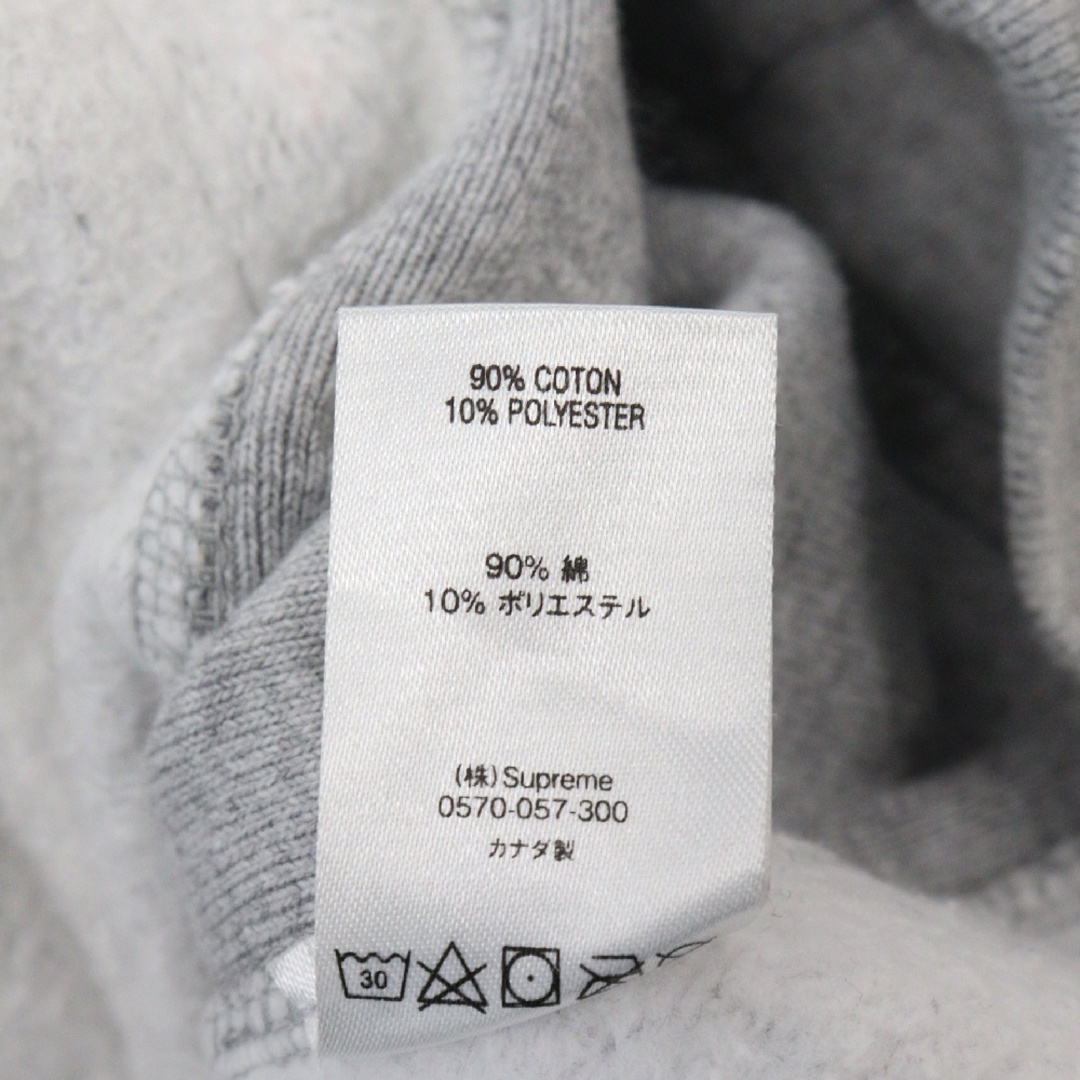 90% COTON
10% POLYESTER
90% 綿
10% ポリエステル
(株)Supreme
0570-057-300
カナダ製
30